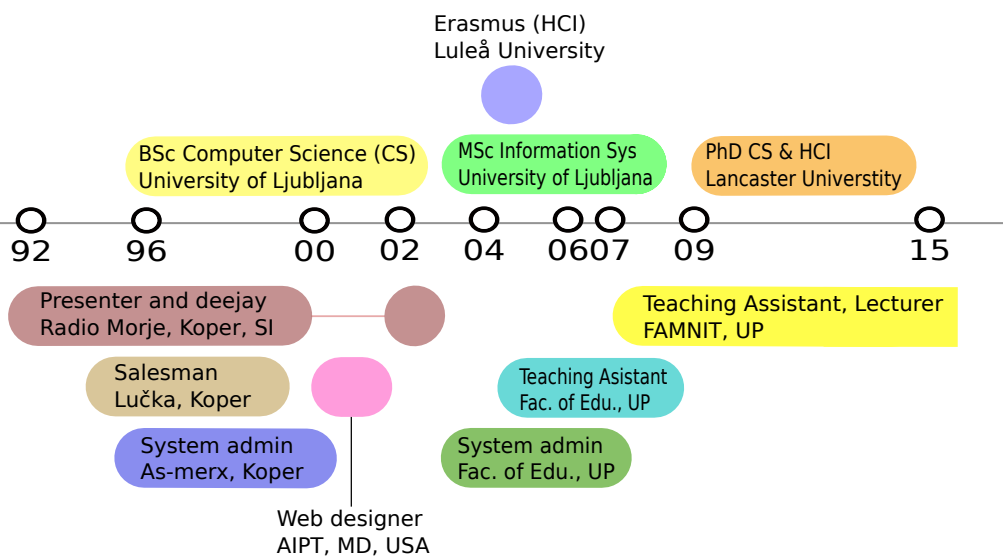 Erasmus (HCI)
Luleå University
BSc Computer Science (CS)
University of Ljubljana
MSc Information Sys
University of Ljubljana
PhD CS & HCI
Lancaster Universtity
92 96 00 02 04 06 07 09 15
Presenter and deejay
Radio Morje, Koper, SI
Teaching Assistant, Lecturer
FAMNIT, UP
Salesman
Lučka, Koper
Teaching Asistant
Fac. of Edu., UP
System admin
As-merx, Koper
System admin
Fac. of Edu., UP
Web designer
AIPT, MD, USA